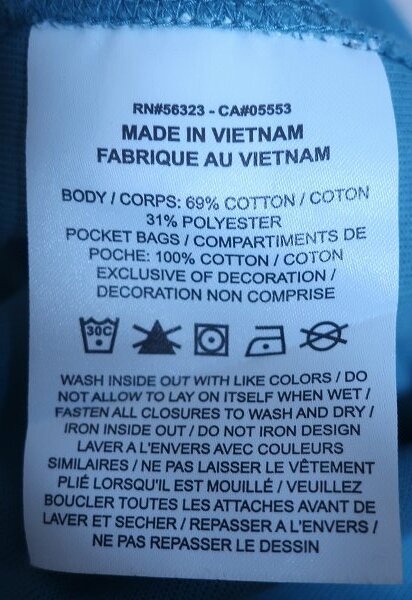 RN#56323 - CA#05553
MADE IN VIETNAM
FABRIQUE AU VIETNAM
BODY / CORPS: 69% COTTON / COTON
31% POLYESTER
POCKET BAGS / COMPARTIMENTS DE
POCHE: 100% COTTON / COTON
EXCLUSIVE OF DECORATION /
DECORATION NON COMPRISE
30C
WASH INSIDE OUT WITH LIKE COLORS / DO
NOT ALLOW TO LAY ON ITSELF WHEN WET /
FASTEN ALL CLOSURES TO WASH AND DRY /
IRON INSIDE OUT / DO NOT IRON DESIGN
LAVER A L'ENVERS AVEC COULEURS
SIMILAIRES / NE PAS LAISSER LE VÊTEMENT
PLIÉ LORSQU'IL EST MOUILLÉ / VEUILLEZ
BOUCLER TOUTES LES ATTACHES AVANT DE
LAVER ET SECHER / REPASSER A L'ENVERS /
NE PAS REPASSER LE DESSIN